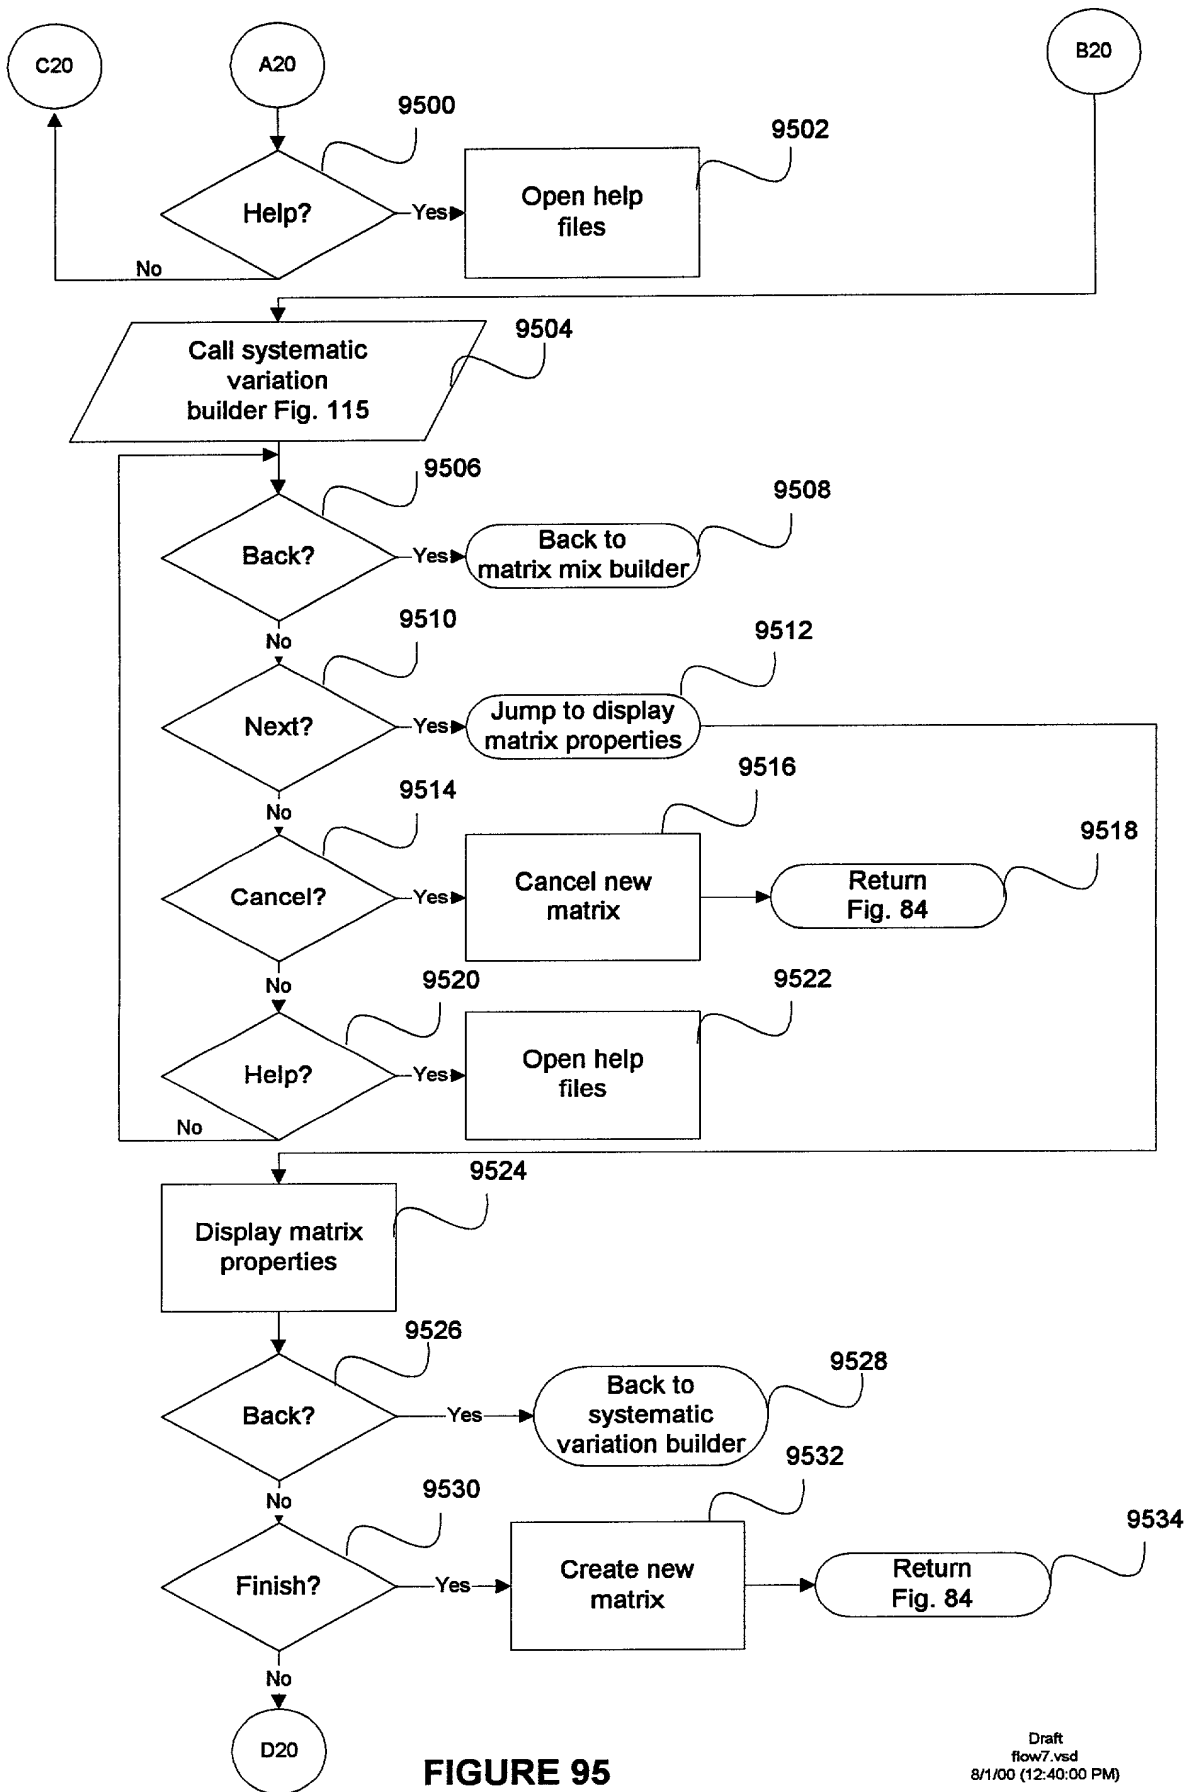 C20
A20
B20
9500
9502
Help?
Yes
Open help
files
No
9504
Call systematic
variation
builder Fig. 115
9506
9508
Back?
Yes
Back to
matrix mix builder
No
9510
9512
Next?
Yes
Jump to display
matrix properties
No
9514
9516
9518
Cancel?
Yes
Cancel new
matrix
Return
Fig. 84
No
9520
9522
Help?
Yes
Open help
files
No
9524
Display matrix
properties
9526
9528
Back?
Yes
Back to
systematic
variation builder
No
9530
9532
9534
Finish?
Yes
Create new
matrix
Return
Fig. 84
No
D20
FIGURE 95
Draft
flow7.vsd
8/1/00 (12:40:00 PM)